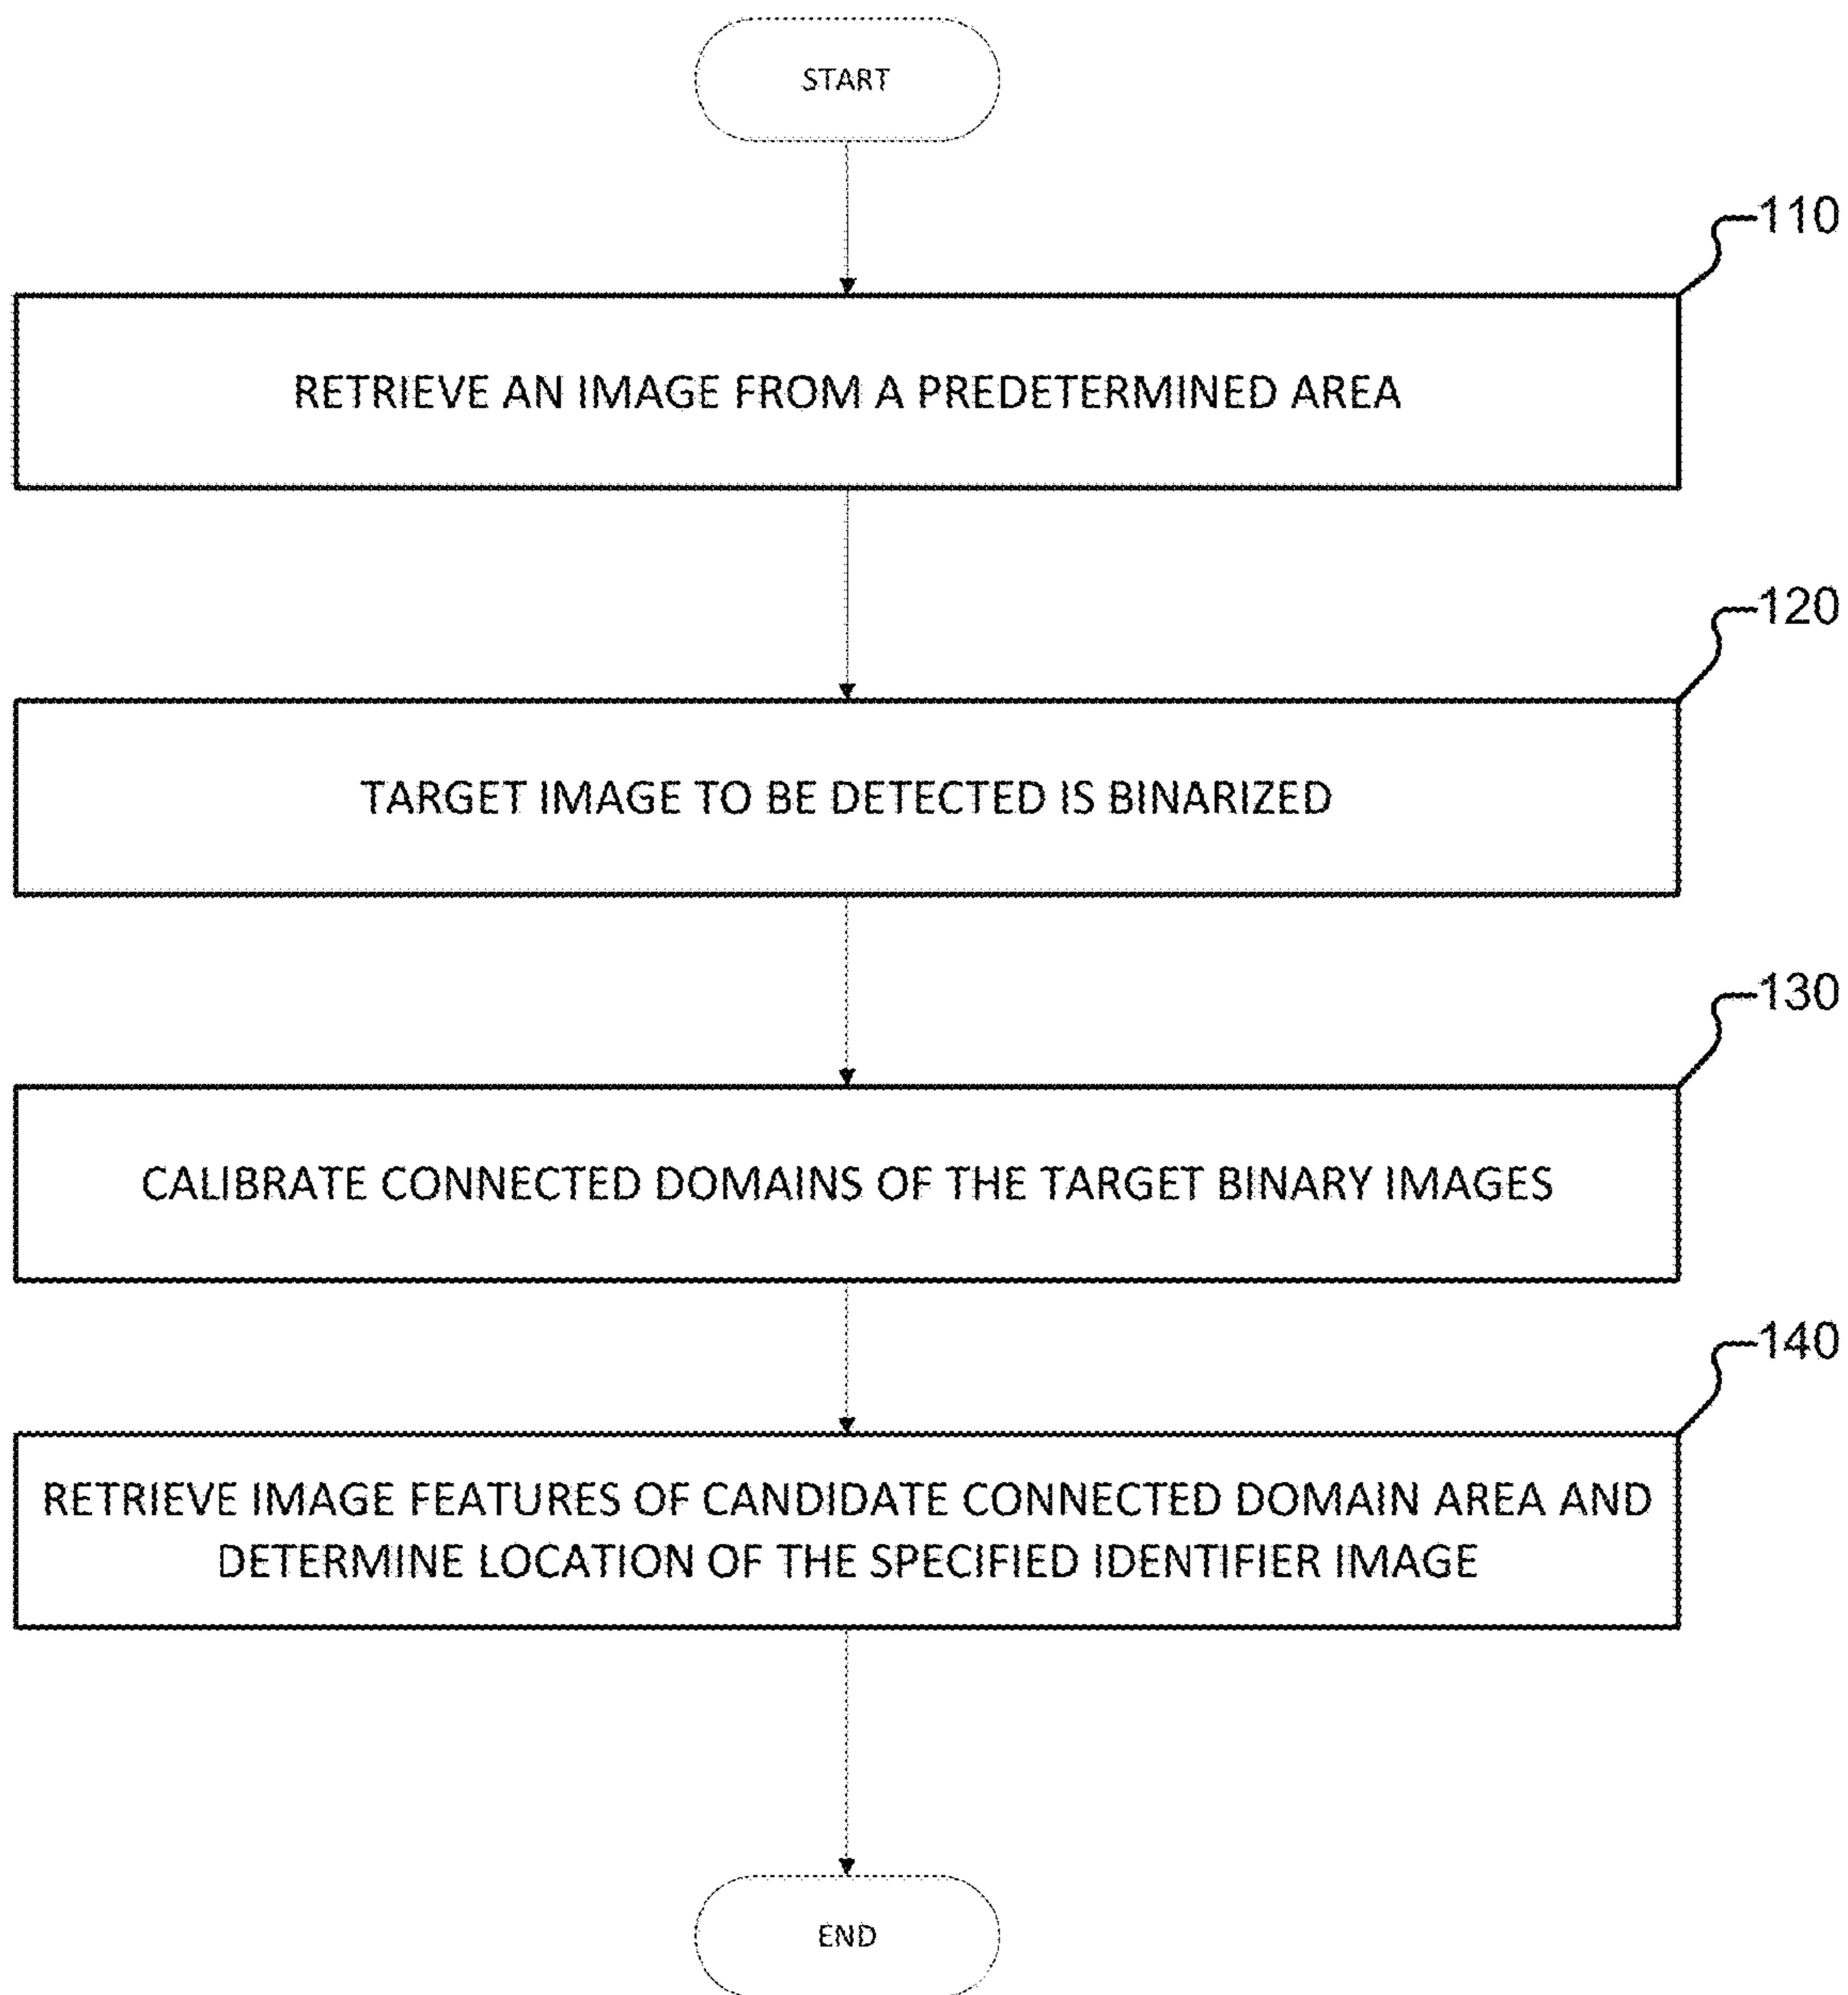 START
110
RETRIEVE AN IMAGE FROM A PREDETERMINED AREA
120
TARGET IMAGE TO BE DETECTED IS BINARIZED
130
CALIBRATE CONNECTED DOMAINS OF THE TARGET BINARY IMAGES
140
RETRIEVE IMAGE FEATURES OF CANDIDATE CONNECTED DOMAIN AREA AND
DETERMINE LOCATION OF THE SPECIFIED IDENTIFIER IMAGE
END